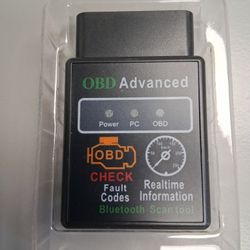 OBD Advanced
Power PC OBD
OBD
CHECK
Fault
Codes
Realtime
Information
Bluetooth Scantool